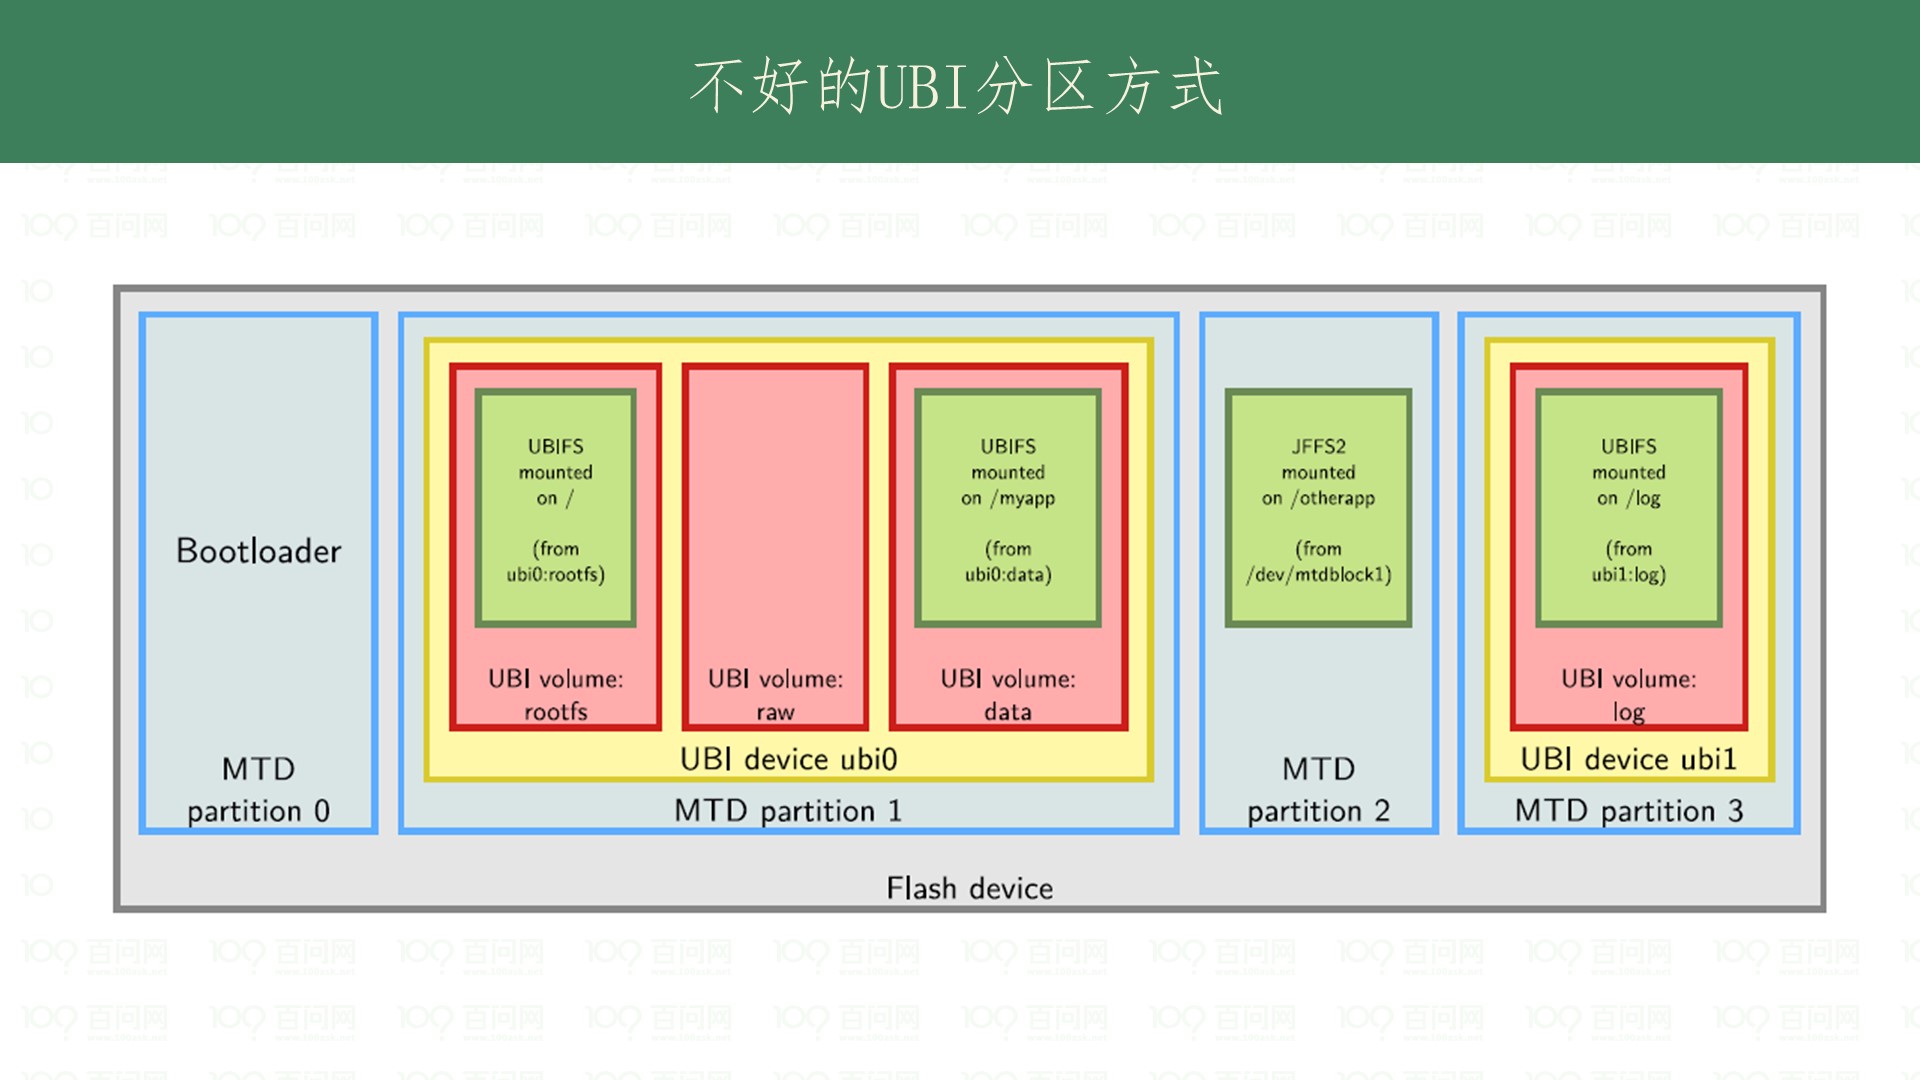 不好的UBI分区方式
Bootloader
MTD
partition 0
UBIFS
mounted
on /
(from
ubi0:rootfs)
UBI volume:
rootfs
UBI volume:
raw
UBIFS
mounted
on /myapp
(from
ubi0:data)
UBI volume:
data
UBI device ubi0
MTD partition 1
JFFS2
mounted
on /otherapp
(from
/dev/mtdblock1)
MTD
partition 2
UBIFS
mounted
on /log
(from
ubi1:log)
UBI volume:
log
UBI device ubi1
MTD partition 3
Flash device
百问网